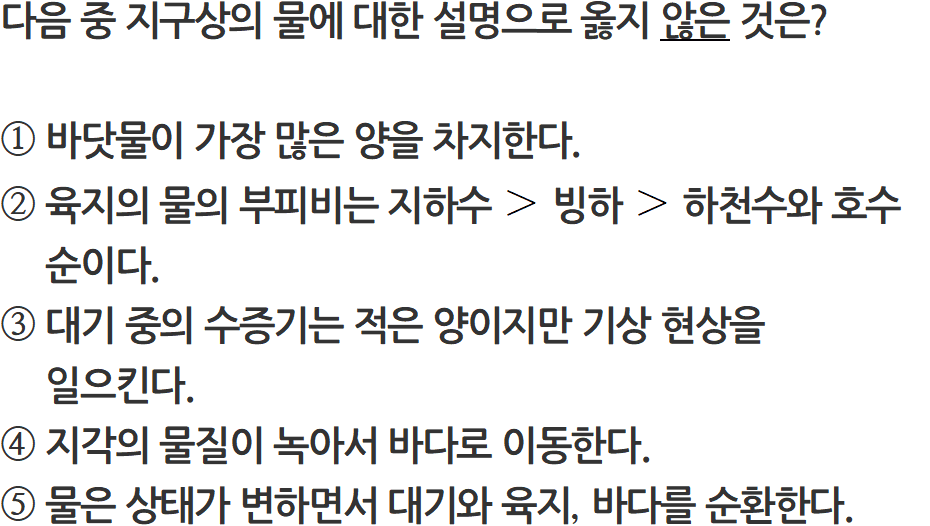 다음 중 지구상의 물에 대한 설명으로 옳지 않은 것은?
① 바닷물이 가장 많은 양을 차지한다.
② 육지의 물의 부피비는 지하수 > 빙하 > 하천수와 호수
순이다.
③ 대기 중의 수증기는 적은 양이지만 기상 현상을
일으킨다.
④ 지각의 물질이 녹아서 바다로 이동한다.
⑤ 물은 상태가 변하면서 대기와 육지, 바다를 순환한다.